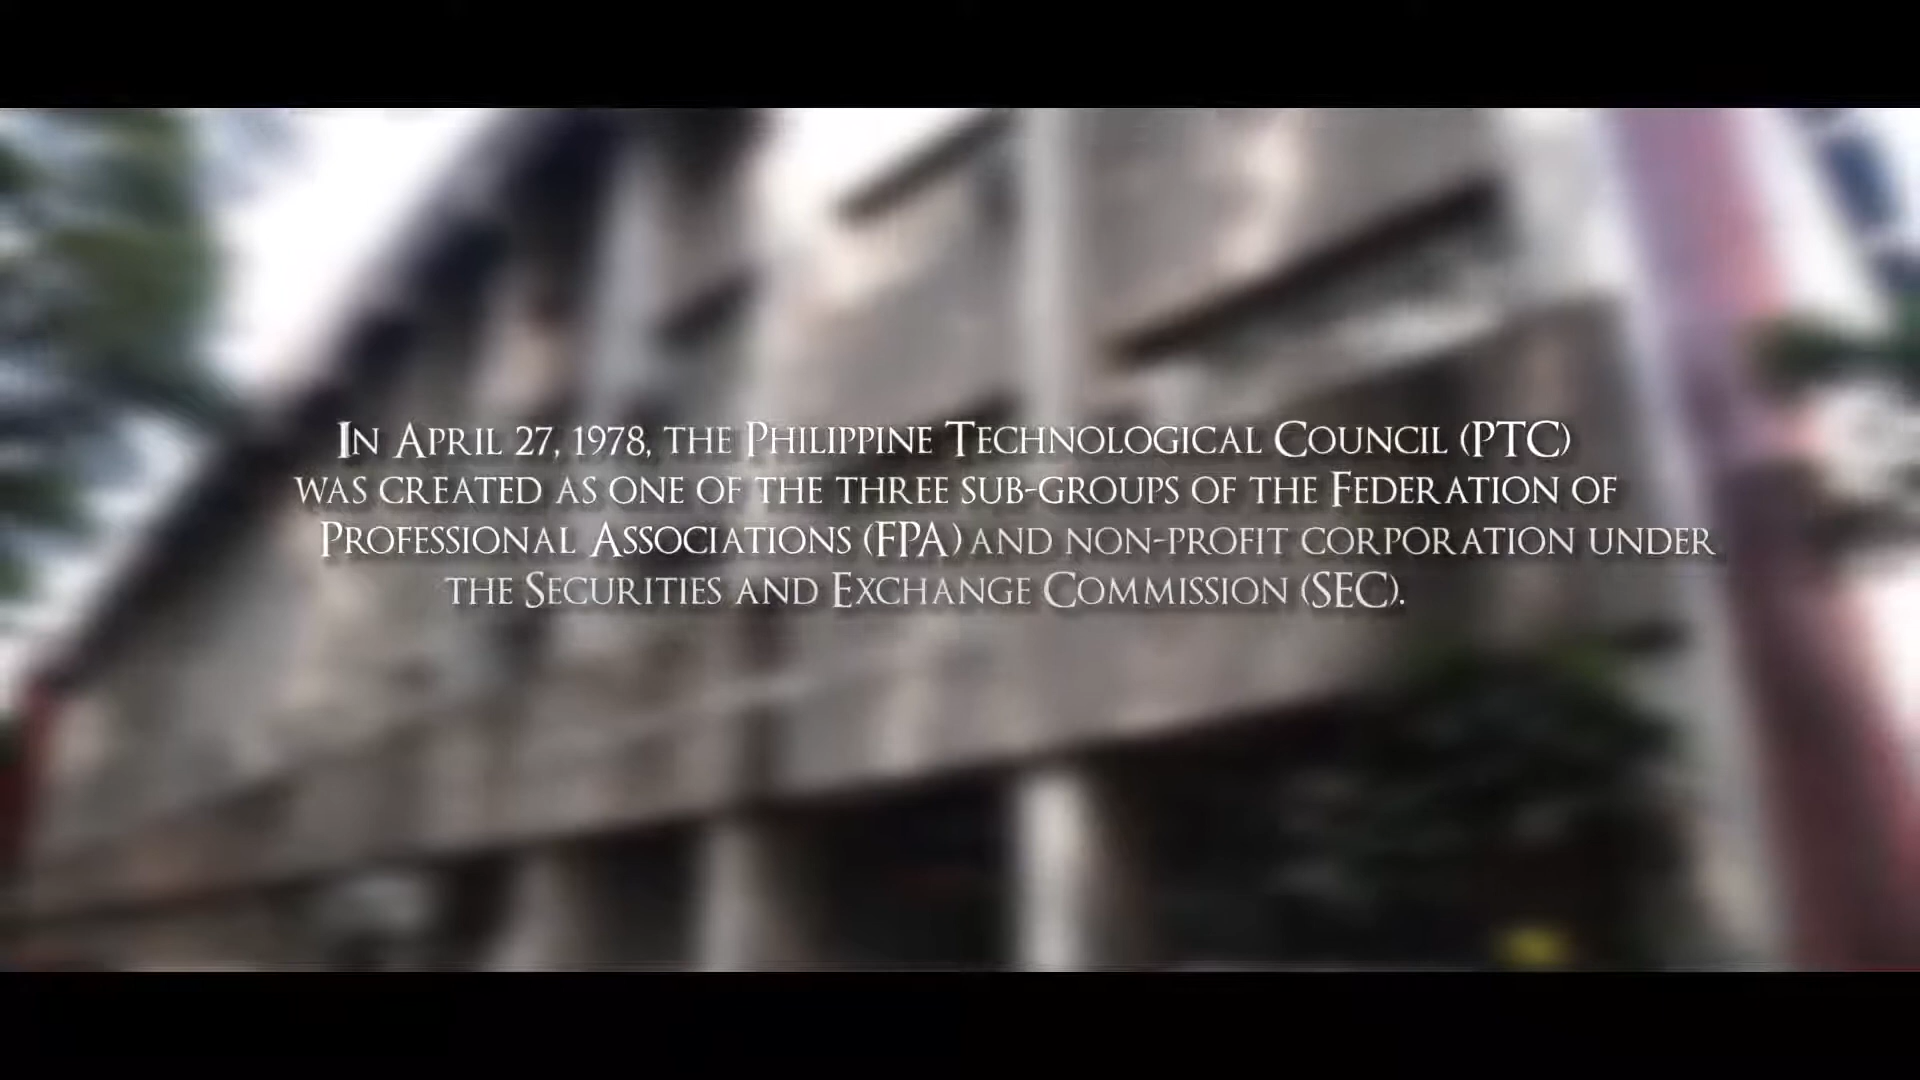 In April 27, 1978, the Philippine Technological Council (PTC)
was created as one of the three sub-groups of the Federation of
Professional Associations (FPA) and non-profit corporation under
the Securities and Exchange Commission (SEC).